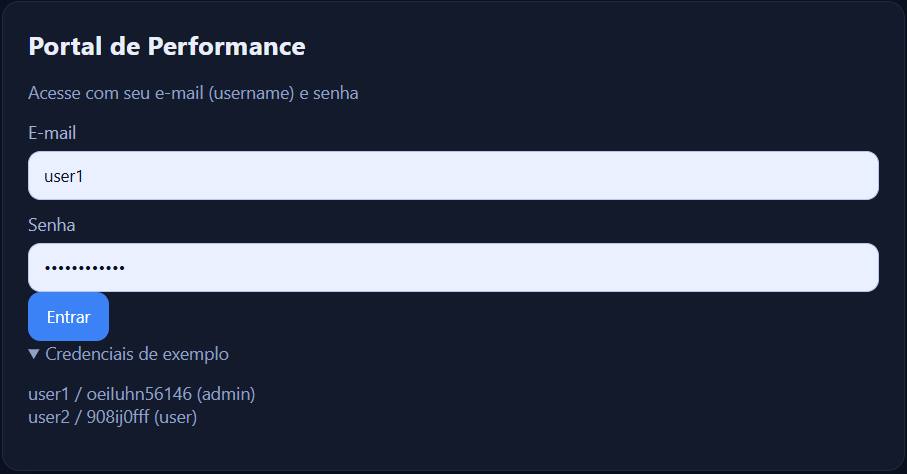 Portal de Performance
Acesse com seu e-mail (username) e senha
E-mail
user1
Senha
••••••••••••
Entrar
▼ Credenciais de exemplo
user1 / oeiluhn56146 (admin)
user2 / 908ij0fff (user)